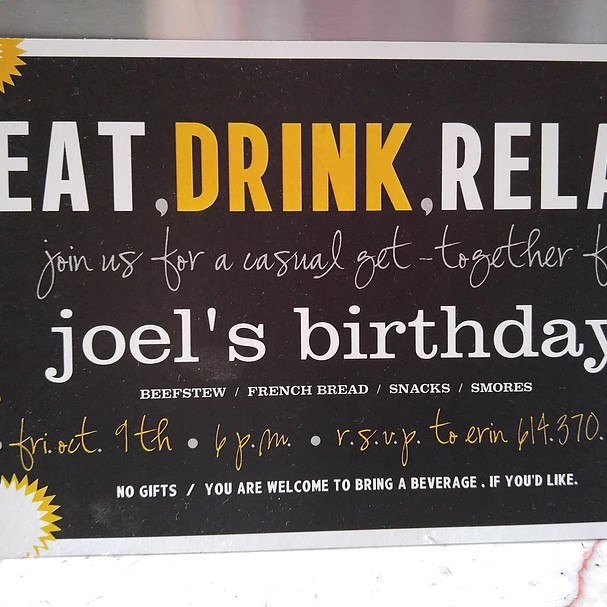 EAT, DRINK, RELA
join us for a casual get-together f
joel's birthday
BEEFSTEW / FRENCH BREAD / SNACKS / SMORES
• fri. oct. 9th • 6 p.m. • r.s.v.p. to erin 614.370.
NO GIFTS / YOU ARE WELCOME TO BRING A BEVERAGE, IF YOU'D LIKE.